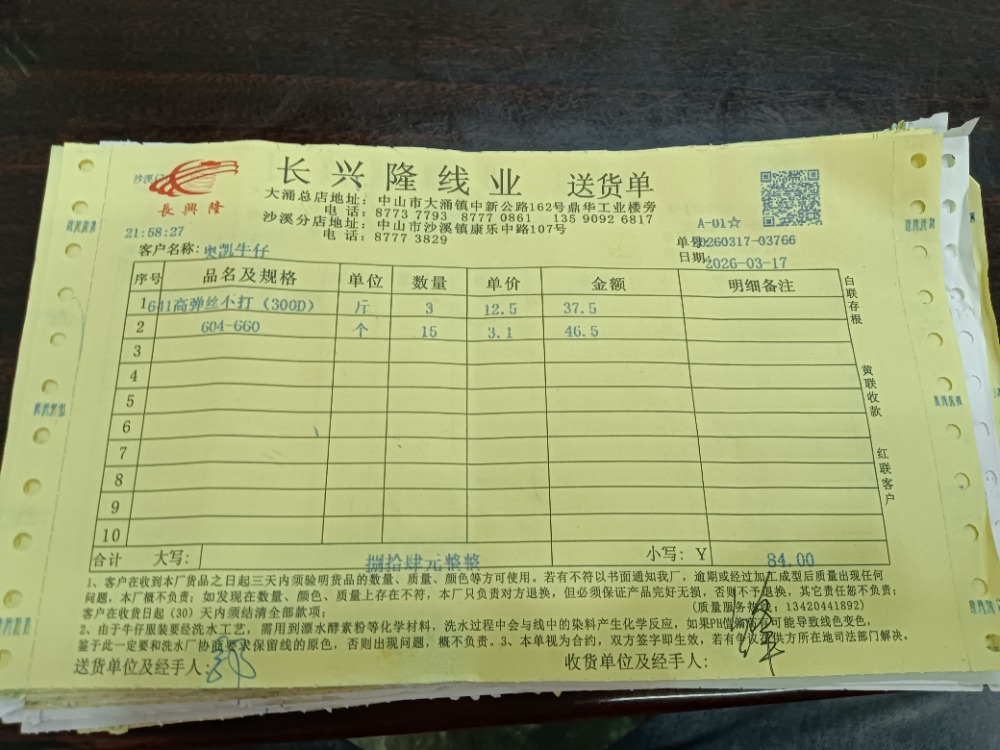 長興隆
长兴隆线业 送货单
大涌总店地址：中山市大涌镇中新公路162号鼎华工业楼旁
电话：8773 7793 8777 0861 135 9092 6817
沙溪分店地址：中山市沙溪镇康乐中路107号
电话：8777 3829
A-01☆
21:58:27
单号:20260317-03766
客户名称：奥凯牛仔
日期：2026-03-17
序号 品名及规格 单位 数量 单价 金额 明细备注
1 641高弹丝小打（300D） 斤 3 12.5 37.5
2 604-660 个 15 3.1 46.5
3
4
5
6
7
8
9
10
合计 大写： 捌拾肆元整整 小写：Y 84.00
白联存根
黄联收款
红联客户
1、客户在收到本厂货品之日起三天内须验明货品的数量、质量、颜色等方可使用。若有不符以书面通知我厂，逾期或经过加工成型后质量出现任何
问题，本厂概不负责；如发现在数量、颜色、质量上存在不符，本厂只负责对方退换，但必须保证产品完好无损，否则不予退换，其它责任恕不负责；
客户在收货日起（30）天内须结清全部款项； （质量服务热线：13420441892）
2、由于牛仔服装要经洗水工艺，需用到漂水酵素粉等化学材料，洗水过程中会与线中的染料产生化学反应，如果PH值偏高有可能导致线色变色，
鉴于此一定要和洗水厂协商要求保留线的原色，否则出现问题，概不负责。3、本单视为合约，双方签字即生效，若有争议以供方所在地司法部门解决。
送货单位及经手人： 收货单位及经手人：